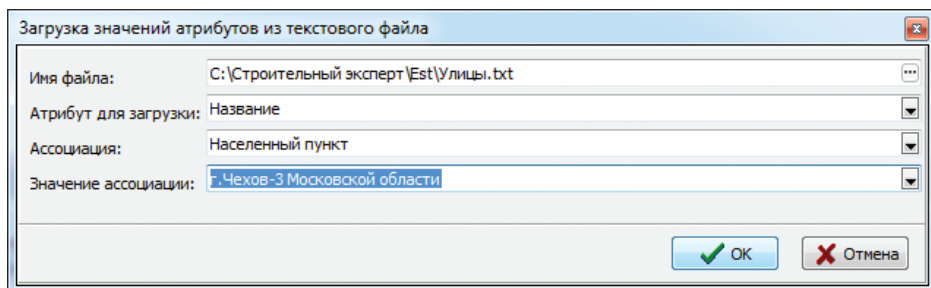 Загрузка значений атрибутов из текстового файла
Имя файла: C:\Строительный эксперт\Est\Улицы.txt
Атрибут для загрузки: Название
Ассоциация: Населенный пункт
Значение ассоциации: г.Чехов-3 Московской области
ОК Отмена